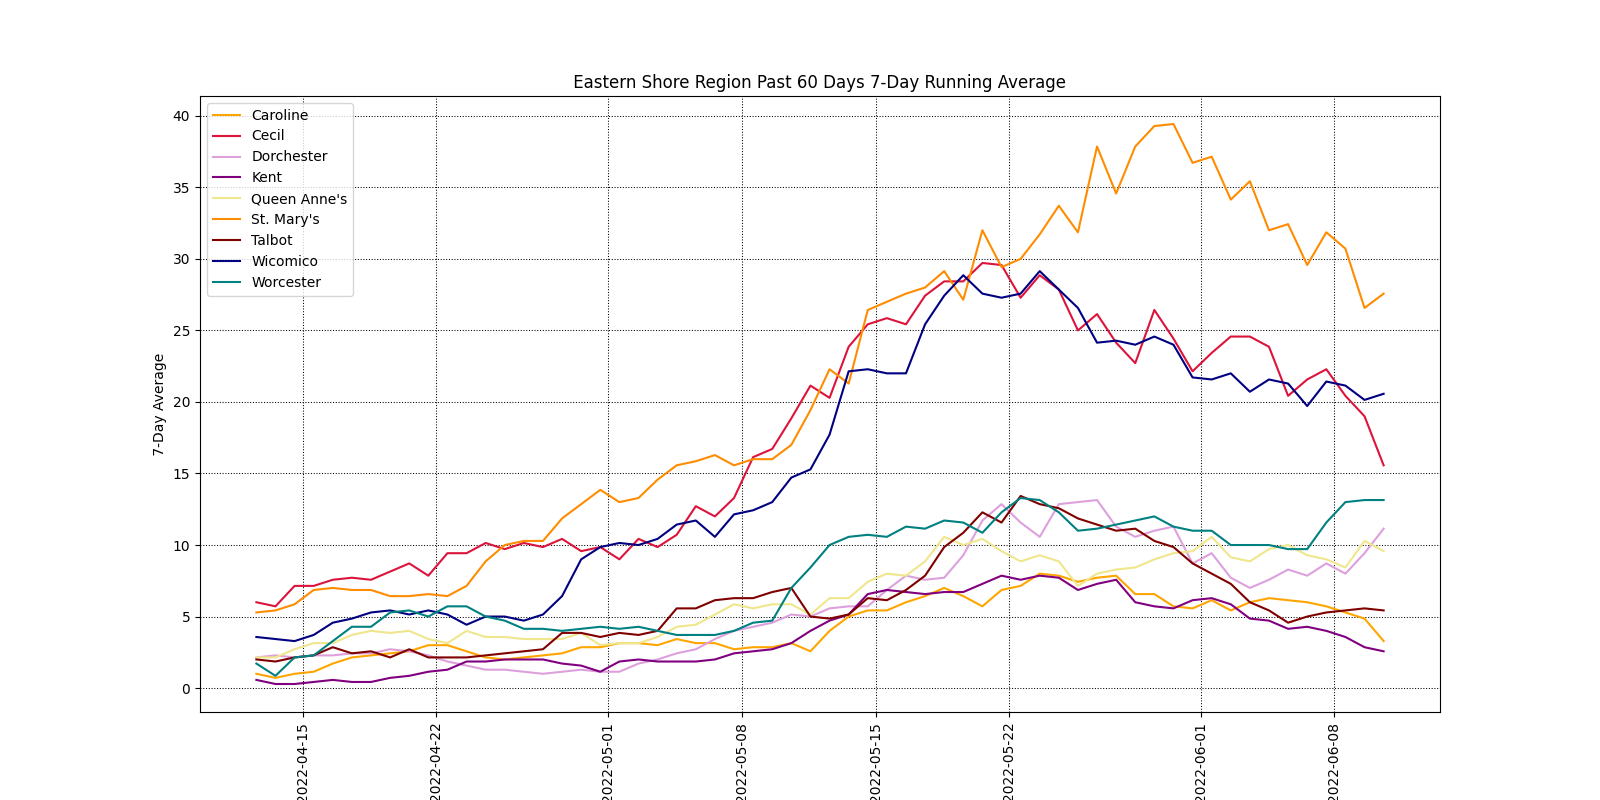 Eastern Shore Region Past 60 Days 7-Day Running Average
7-Day Average
40
35
30
25
20
15
10
5
0
Caroline
Cecil
Dorchester
Kent
Queen Anne's
St. Mary's
Talbot
Wicomico
Worcester
2022-04-15
2022-04-22
2022-05-01
2022-05-08
2022-05-15
2022-05-22
2022-06-01
2022-06-08